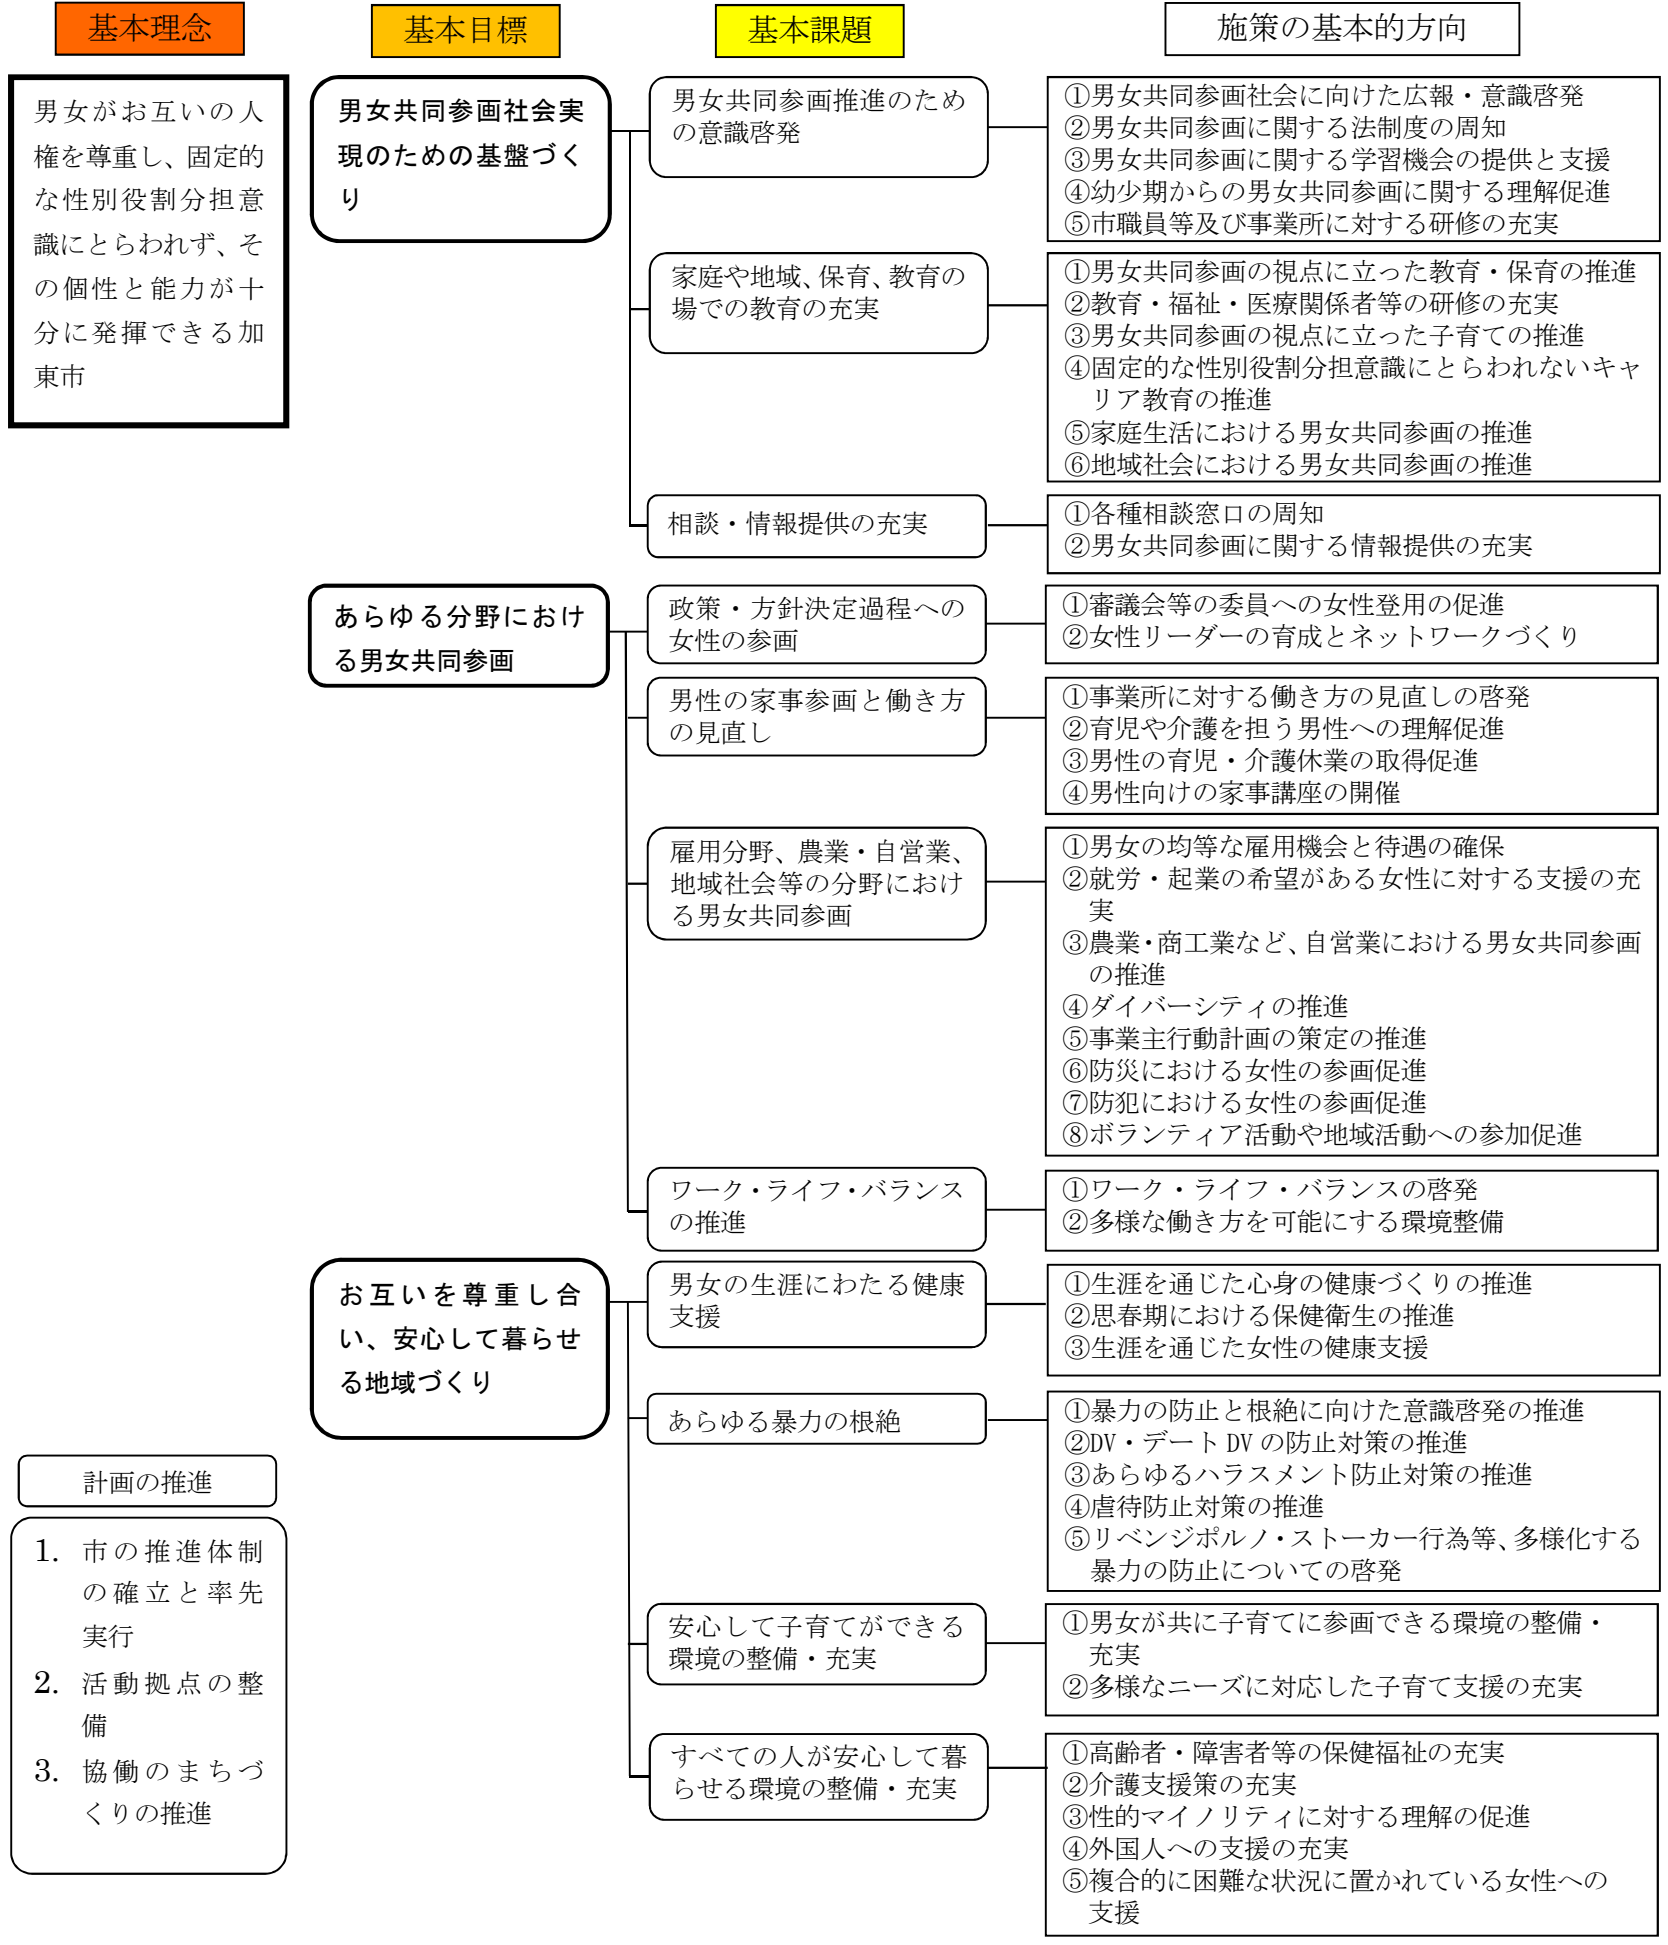 基本理念
基本目標
基本課題
施策の基本的方向
男女がお互いの人
権を尊重し、固定的
な性別役割分担意
識にとらわれず、そ
の個性と能力が十
分に発揮できる加
東市
男女共同参画社会実
現のための基盤づく
り
男女共同参画推進のため
の意識啓発
①男女共同参画社会に向けた広報・意識啓発
②男女共同参画に関する法制度の周知
③男女共同参画に関する学習機会の提供と支援
④幼少期からの男女共同参画に関する理解促進
⑤市職員等及び事業所に対する研修の充実
家庭や地域、保育、教育の
場での教育の充実
①男女共同参画の視点に立った教育・保育の推進
②教育・福祉・医療関係者等の研修の充実
③男女共同参画の視点に立った子育ての推進
④固定的な性別役割分担意識にとらわれないキャ
リア教育の推進
⑤家庭生活における男女共同参画の推進
⑥地域社会における男女共同参画の推進
相談・情報提供の充実
①各種相談窓口の周知
②男女共同参画に関する情報提供の充実
あらゆる分野におけ
る男女共同参画
政策・方針決定過程への
女性の参画
①審議会等の委員への女性登用の促進
②女性リーダーの育成とネットワークづくり
男性の家事参画と働き方
の見直し
①事業所に対する働き方の見直しの啓発
②育児や介護を担う男性への理解促進
③男性の育児・介護休業の取得促進
④男性向けの家事講座の開催
雇用分野、農業・自営業、
地域社会等の分野におけ
る男女共同参画
①男女の均等な雇用機会と待遇の確保
②就労・起業の希望がある女性に対する支援の充
実
③農業・商工業など、自営業における男女共同参画
の推進
④ダイバーシティの推進
⑤事業主行動計画の策定の推進
⑥防災における女性の参画促進
⑦防犯における女性の参画促進
⑧ボランティア活動や地域活動への参加促進
ワーク・ライフ・バランス
の推進
①ワーク・ライフ・バランスの啓発
②多様な働き方を可能にする環境整備
お互いを尊重し合
い、安心して暮らせ
る地域づくり
男女の生涯にわたる健康
支援
①生涯を通じた心身の健康づくりの推進
②思春期における保健衛生の推進
③生涯を通じた女性の健康支援
あらゆる暴力の根絶
①暴力の防止と根絶に向けた意識啓発の推進
②DV・デート DV の防止対策の推進
③あらゆるハラスメント防止対策の推進
④虐待防止対策の推進
⑤リベンジポルノ・ストーカー行為等、多様化する
暴力の防止についての啓発
安心して子育てができる
環境の整備・充実
①男女が共に子育てに参画できる環境の整備・
充実
②多様なニーズに対応した子育て支援の充実
すべての人が安心して暮
らせる環境の整備・充実
①高齢者・障害者等の保健福祉の充実
②介護支援策の充実
③性的マイノリティに対する理解の促進
④外国人への支援の充実
⑤複合的に困難な状況に置かれている女性への
支援
計画の推進
1. 市の推進体制
の確立と率先
実行
2. 活動拠点の整
備
3. 協働のまちづ
くりの推進